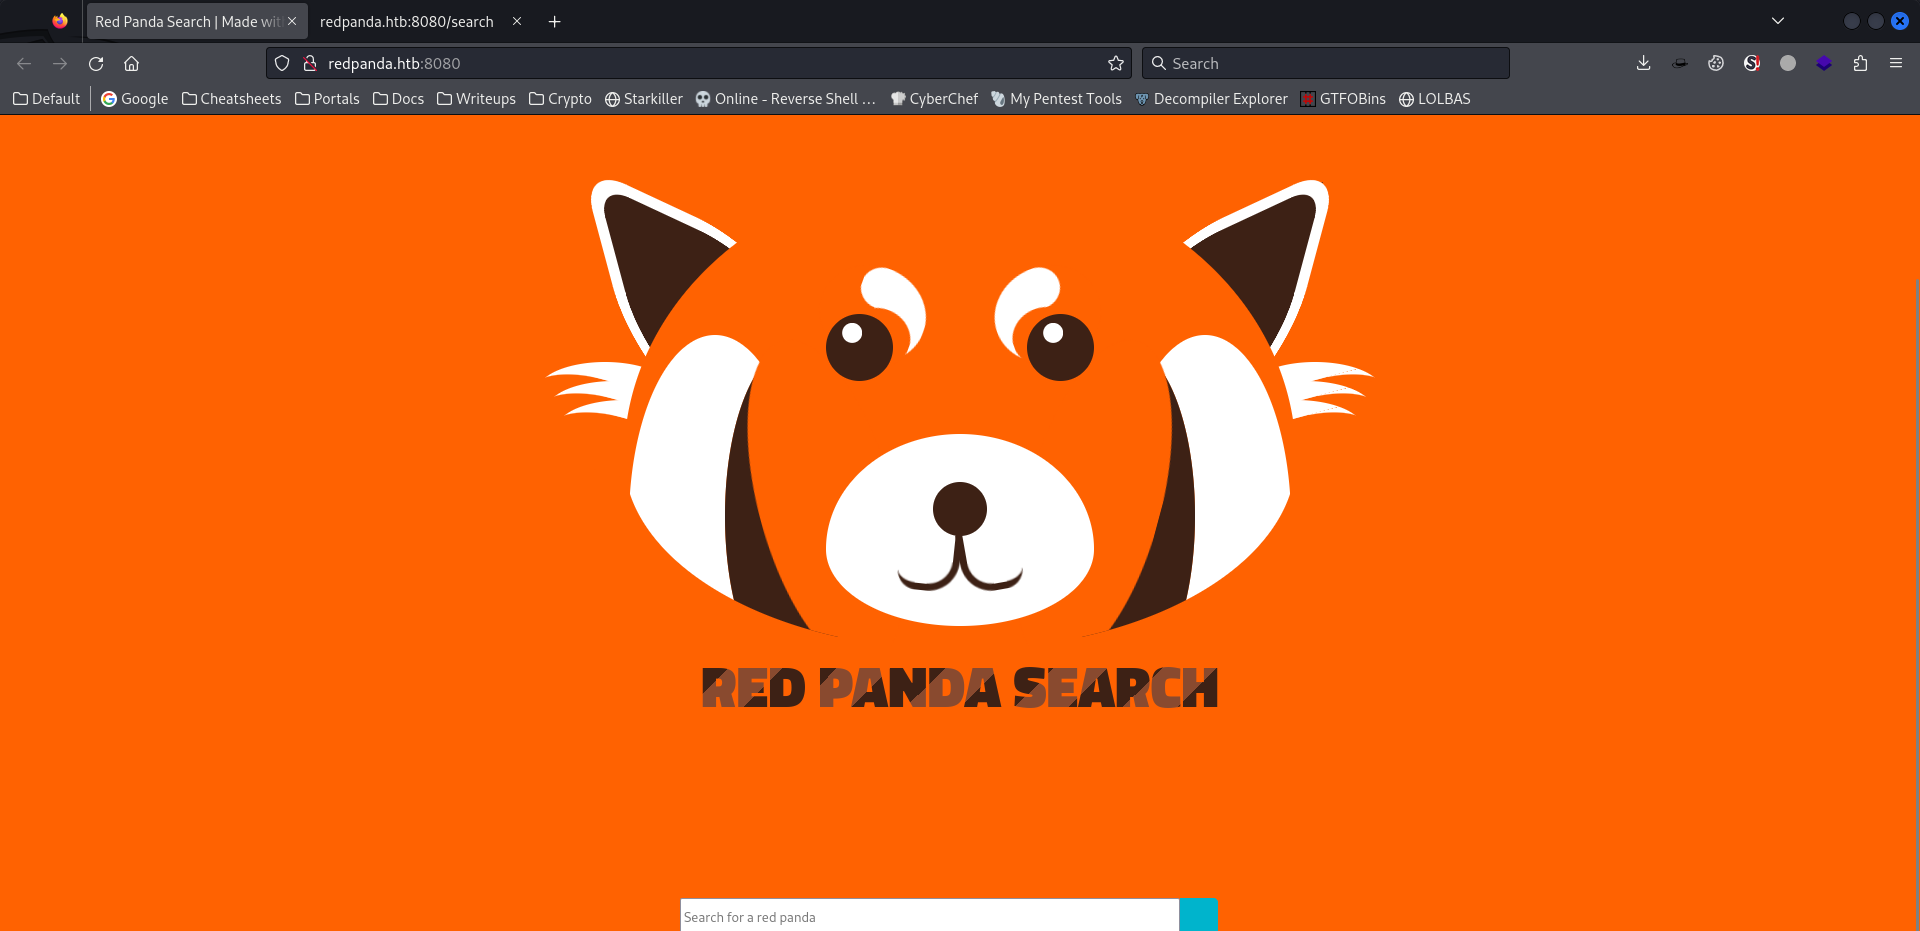 Red Panda Search | Made wit
redpanda.htb:8080/search
redpanda.htb:8080
Search
Default Google Cheatsheets Portals Docs Writeups Crypto Starkiller Online - Reverse Shell ... CyberChef My Pentest Tools Decompiler Explorer GTFOBins LOLBAS
RED PANDA SEARCH
Search for a red panda